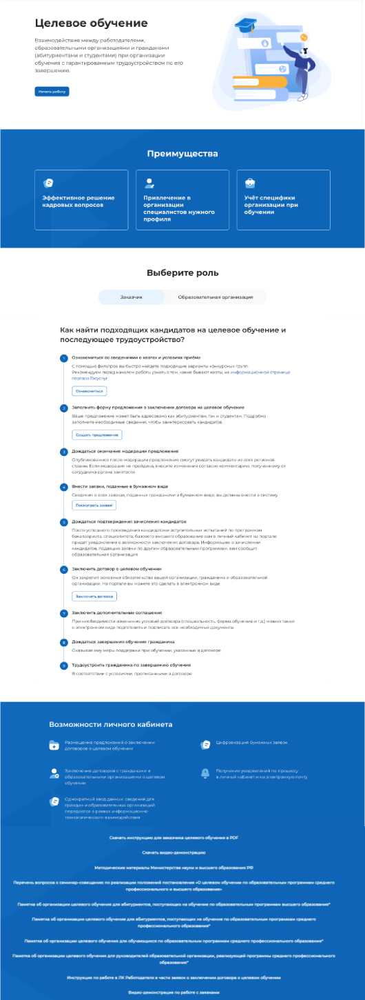 Целевое обучение
Взаимодействие между работодателями,
образовательными организациями и гражданами
(абитуриентами и студентами) при организации
обучения с гарантированным трудоустройством по его
завершению.
Начать работу
Преимущества
Эффективное решение
кадровых вопросов
Привлечение в
организации
специалистов нужного
профиля
Учёт специфики
организации при
обучении
Выберите роль
Заказчик
Образовательная организация
Как найти подходящих кандидатов на целевое обучение и
последующее трудоустройство?
1
Ознакомиться со сведениями о квотах и условиях приёма
С помощью фильтров вы быстро найдете подходящие варианты конкурсных групп
Рекомендуем перед началом работы узнать о том, какие бывают квоты, на информационной странице
портала Госуслуг
Ознакомиться
2
Заполнить форму предложения о заключении договора на целевое обучение
Ваше предложение может быть адресовано как абитуриентам, так и студентам. Подробно
заполните необходимые сведения, чтобы заинтересовать кандидатов
Создать предложение
3
Дождаться окончания модерации предложения
Опубликованное после модерации предложение смогут увидеть кандидаты из всех регионов
страны. Если модерация не пройдена, внесите изменения согласно комментарию, полученному от
сотрудника органа занятости
4
Внести заявки, поданные в бумажном виде
Сведения о всех заявках, поданных гражданами в бумажном виде, вы должны внести в систему
Посмотреть заявки
5
Дождаться подтверждения зачисления кандидатов
После успешного прохождения кандидатами вступительных испытаний по программам
бакалавриата, специалитета, базового высшего образования вам в личный кабинет на портале
придет уведомление о возможности заключения договора. Информацию о зачислении
кандидатов, подавших заявки по другим образовательным программам, вам сообщит
образовательная организация
6
Заключить договор о целевом обучении
Он закрепит основные обязательства вашей организации, гражданина и образовательной
организации. На портале вы можете это сделать в электронном виде
Заключить договор
7
Заключить дополнительные соглашения
При необходимости изменения условий договора (специальность, форма обучения и т.д.) можно также
в электронном виде подготовить и подписать все необходимые документы
8
Дождаться завершения обучения гражданина
Оказывая ему меры поддержки при обучении, указанные в договоре
9
Трудоустроить гражданина по завершению обучения
В соответствии с условиями, прописанными в договоре
Возможности личного кабинета
Размещение предложений о заключении
договоров о целевом обучении
Цифровизация бумажных заявок
Заключение договоров с гражданами и
образовательными организациями о целевом
обучении
Получение уведомлений по процессу
в личный кабинет и на электронную почту
Однократный ввод данных: сведения для
граждан и образовательных организаций
передаются в рамках информационно-
технологического взаимодействия
Скачать инструкцию для заказчика целевого обучения в PDF
Скачать видео-демонстрацию
Методические материалы Министерства науки и высшего образования РФ
Перечень вопросов к семинар-совещанию по реализации положений постановления «О целевом обучении по образовательным программам среднего
профессионального и высшего образования»
Памятка об организации целевого обучения для абитуриентов, поступающих на обучение по образовательным программам высшего образования*
Памятка об организации целевого обучения для абитуриентов, поступающих на обучение по образовательным программам среднего
профессионального образования*
Памятка об организации целевого обучения для обучающихся по образовательным программам среднего профессионального образования*
Памятка об организации целевого обучения для руководителей образовательной организации, реализующей программы среднего профессионального
образования*
Инструкция по работе в ЛК Работодателя в части заявок о заключении договора о целевом обучении
Видео-демонстрация по работе с заявками